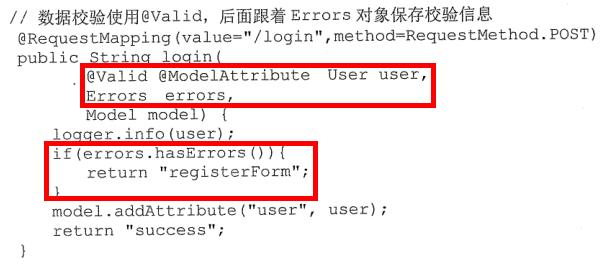 // 数据校验使用@Valid，后面跟着 Errors 对象保存校验信息
@RequestMapping(value="/login",method=RequestMethod.POST)
public String login(
@Valid @ModelAttribute User user,
Errors errors,
Model model) {
logger.info(user);
if(errors.hasErrors()){
return "registerForm";
}
model.addAttribute("user", user);
return "success";
}